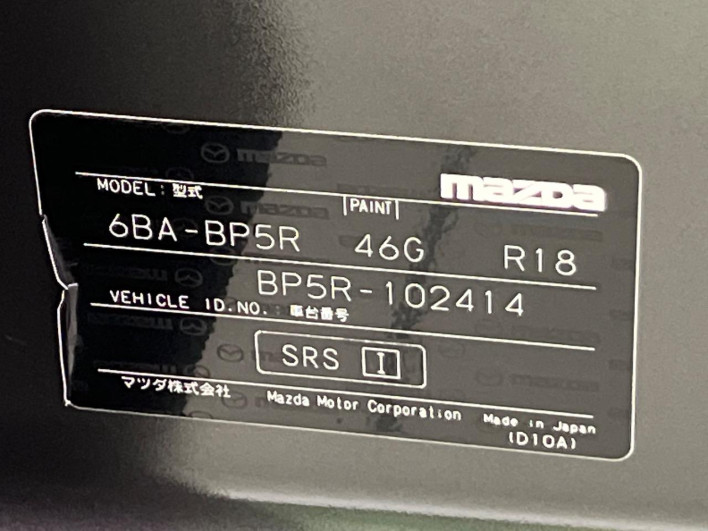 mazda
MODEL: 型式 PAINT
6BA-BP5R 46G R18
BP5R-102414
VEHICLE ID.NO.: 車台番号
SRS I
マツダ株式会社 Mazda Motor Corporation Made in Japan
(D10A)